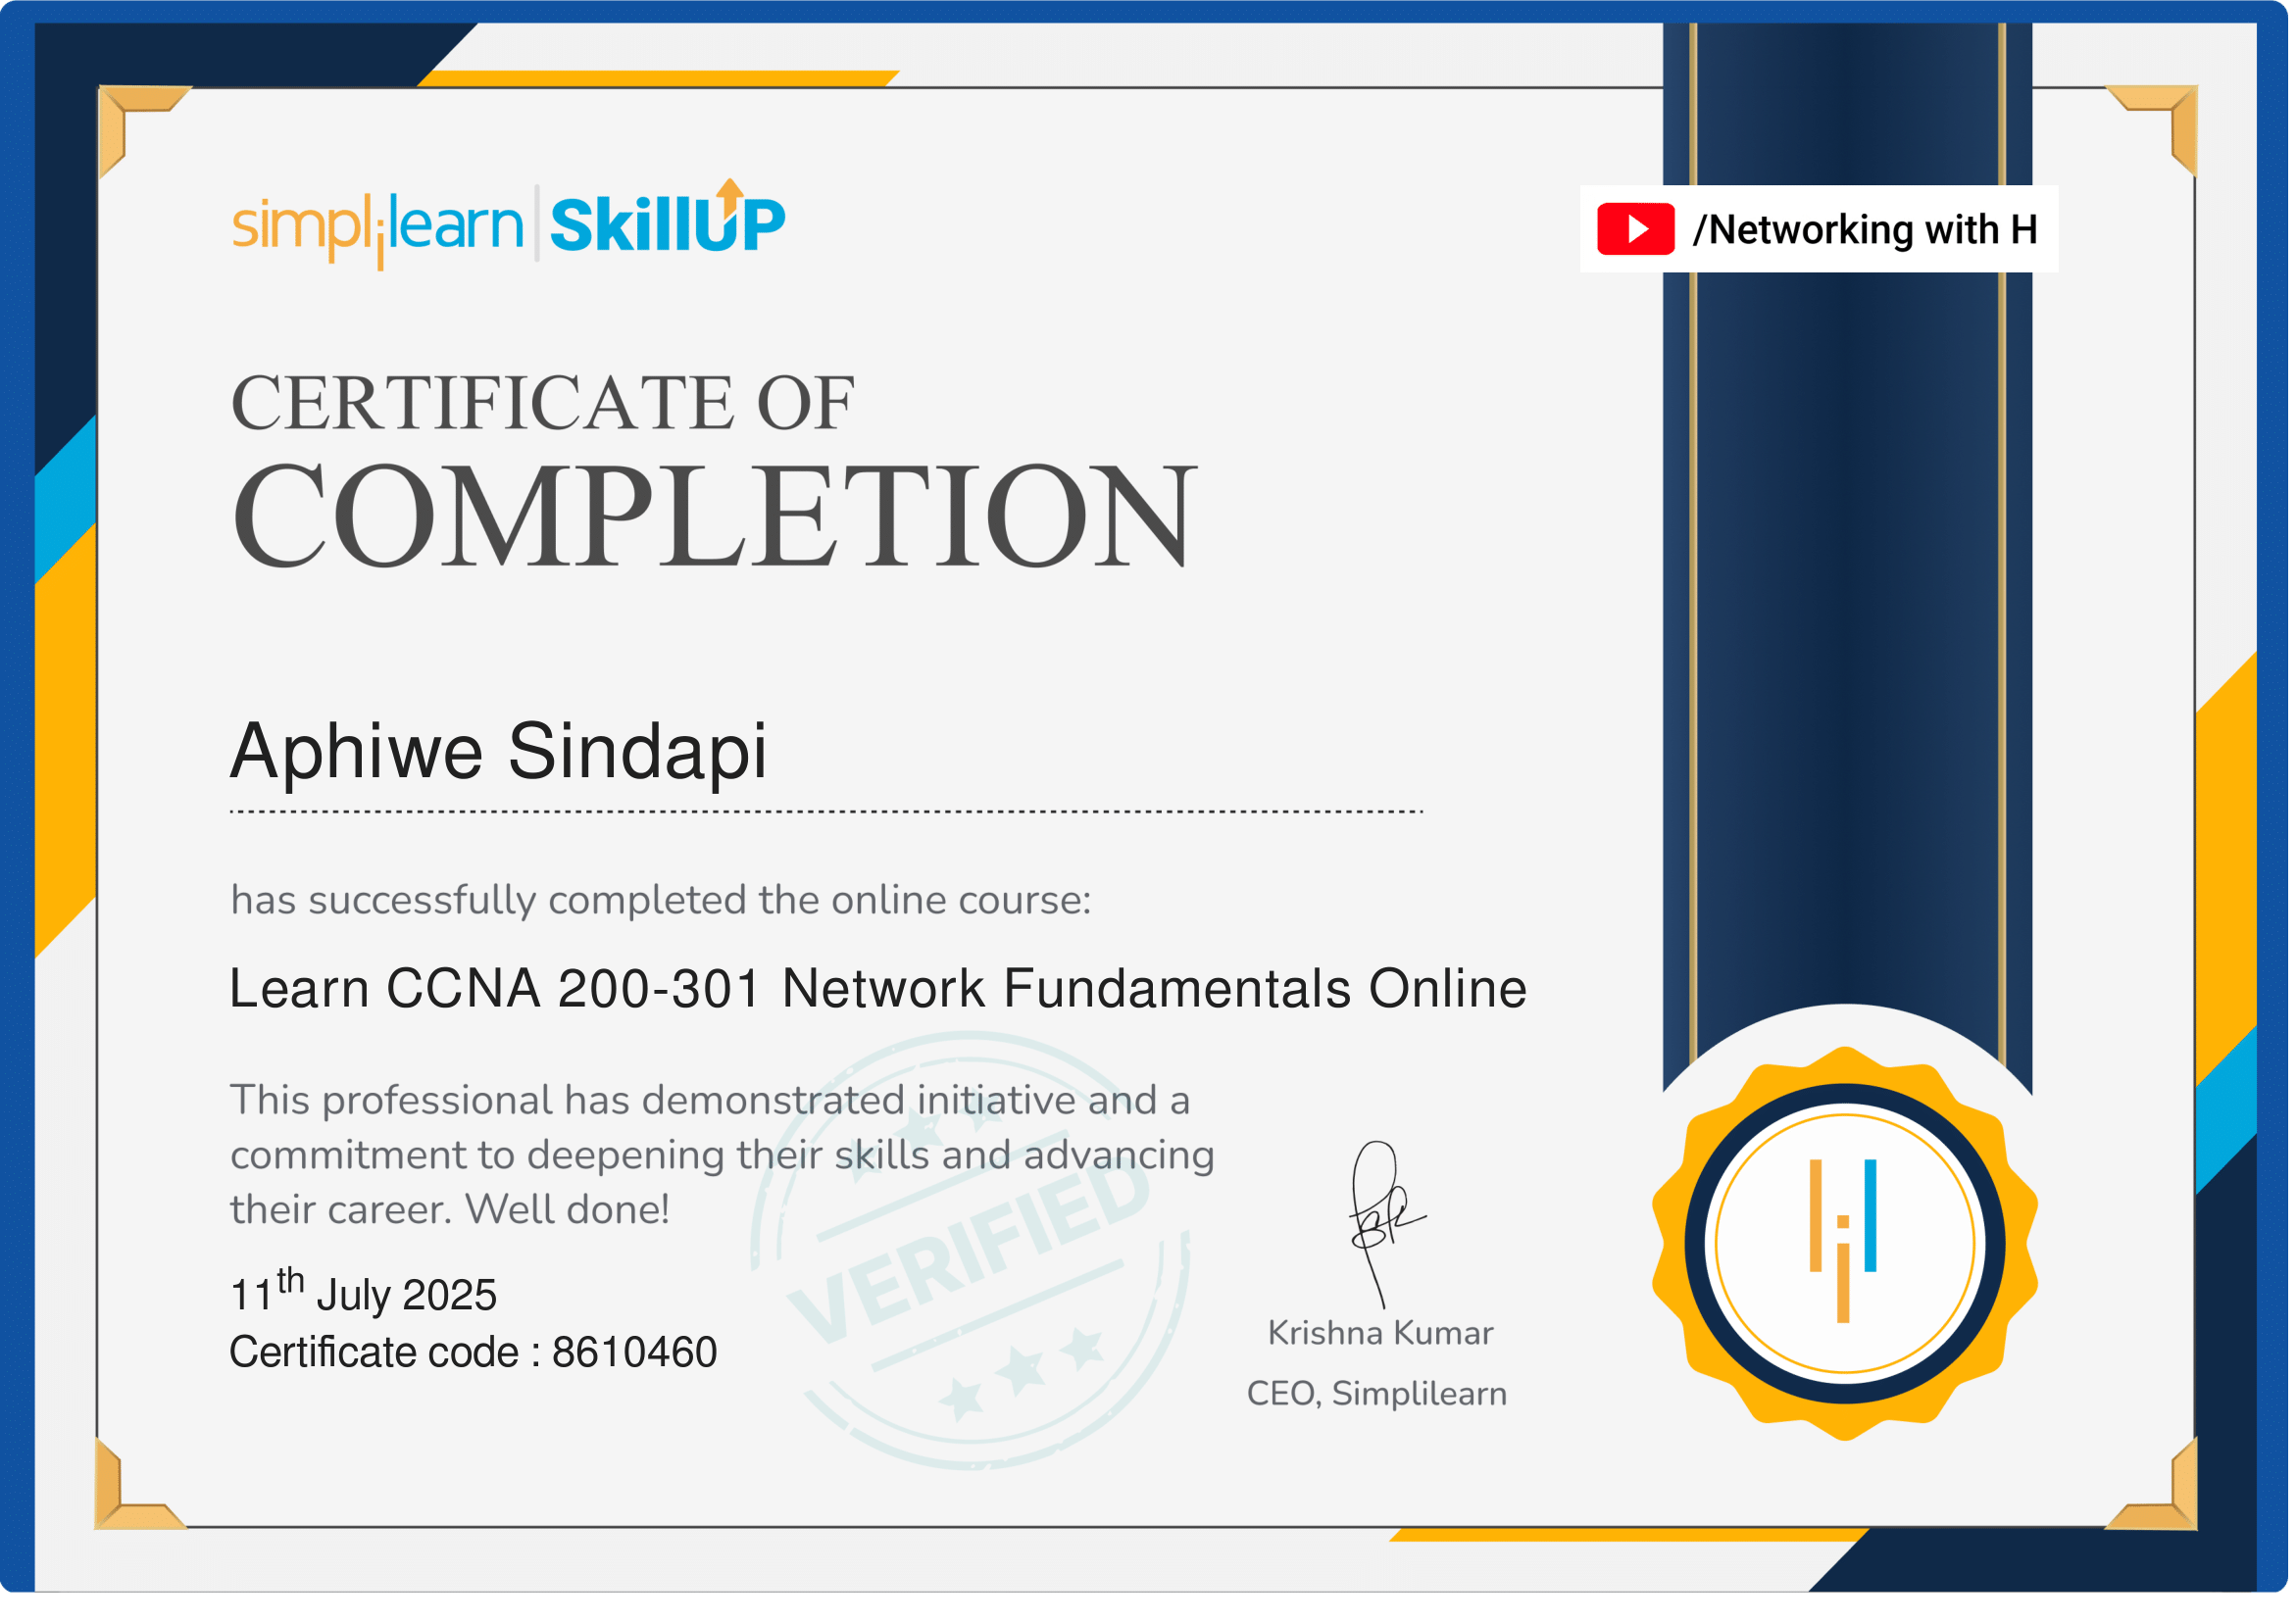 simplilearn | SkillUP
/Networking with H
CERTIFICATE OF
COMPLETION
Aphiwe Sindapi
has successfully completed the online course:
Learn CCNA 200-301 Network Fundamentals Online
This professional has demonstrated initiative and a
commitment to deepening their skills and advancing
their career. Well done!
VERIFIED
11th July 2025
Certificate code : 8610460
Krishna Kumar
CEO, Simplilearn